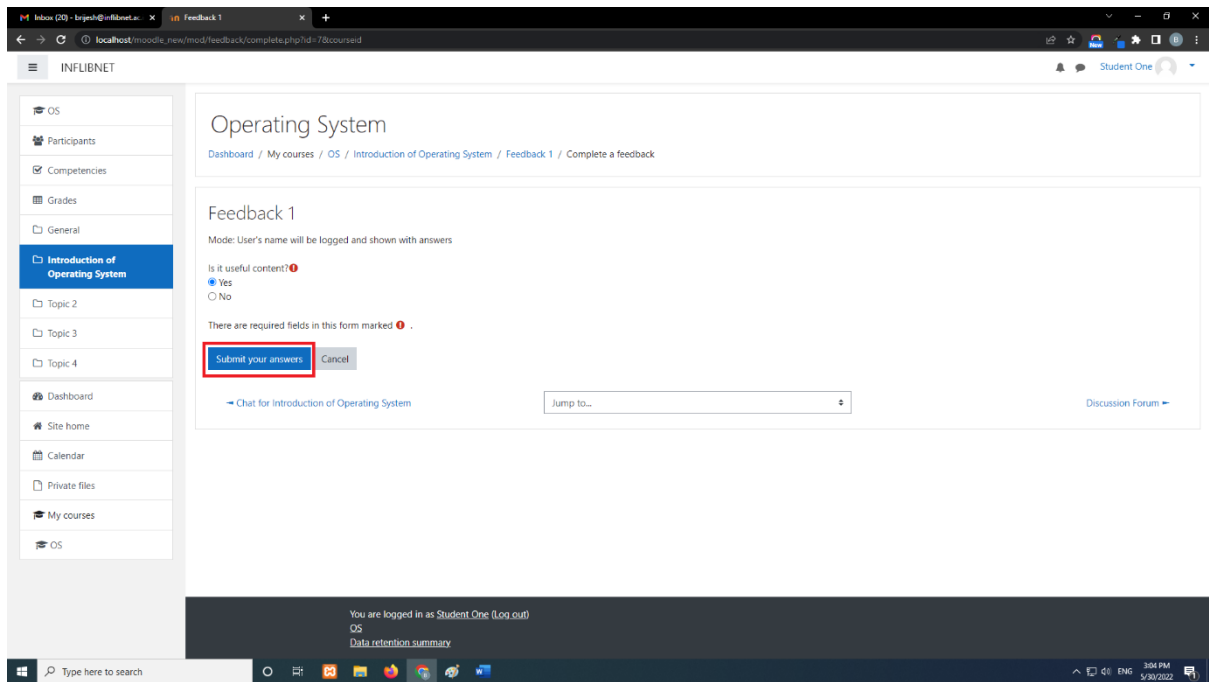 Inbox (20) - brijesh@inflibnet.ac. X
Feedback 1 X +
localhost/moodle_new/mod/feedback/complete.php?id=7&courseid
New
B
INFLIBNET
Student One
OS
Participants
Competencies
Grades
General
Introduction of
Operating System
Topic 2
Topic 3
Topic 4
Dashboard
Site home
Calendar
Private files
My courses
OS
Operating System
Dashboard / My courses / OS / Introduction of Operating System / Feedback 1 / Complete a feedback
Feedback 1
Mode: User's name will be logged and shown with answers
Is it useful content?
Yes
No
There are required fields in this form marked .
Submit your answers Cancel
◄ Chat for Introduction of Operating System
Jump to...
Discussion Forum ►
You are logged in as Student One (Log out)
OS
Data retention summary
Type here to search
ENG
3:04 PM
5/30/2022